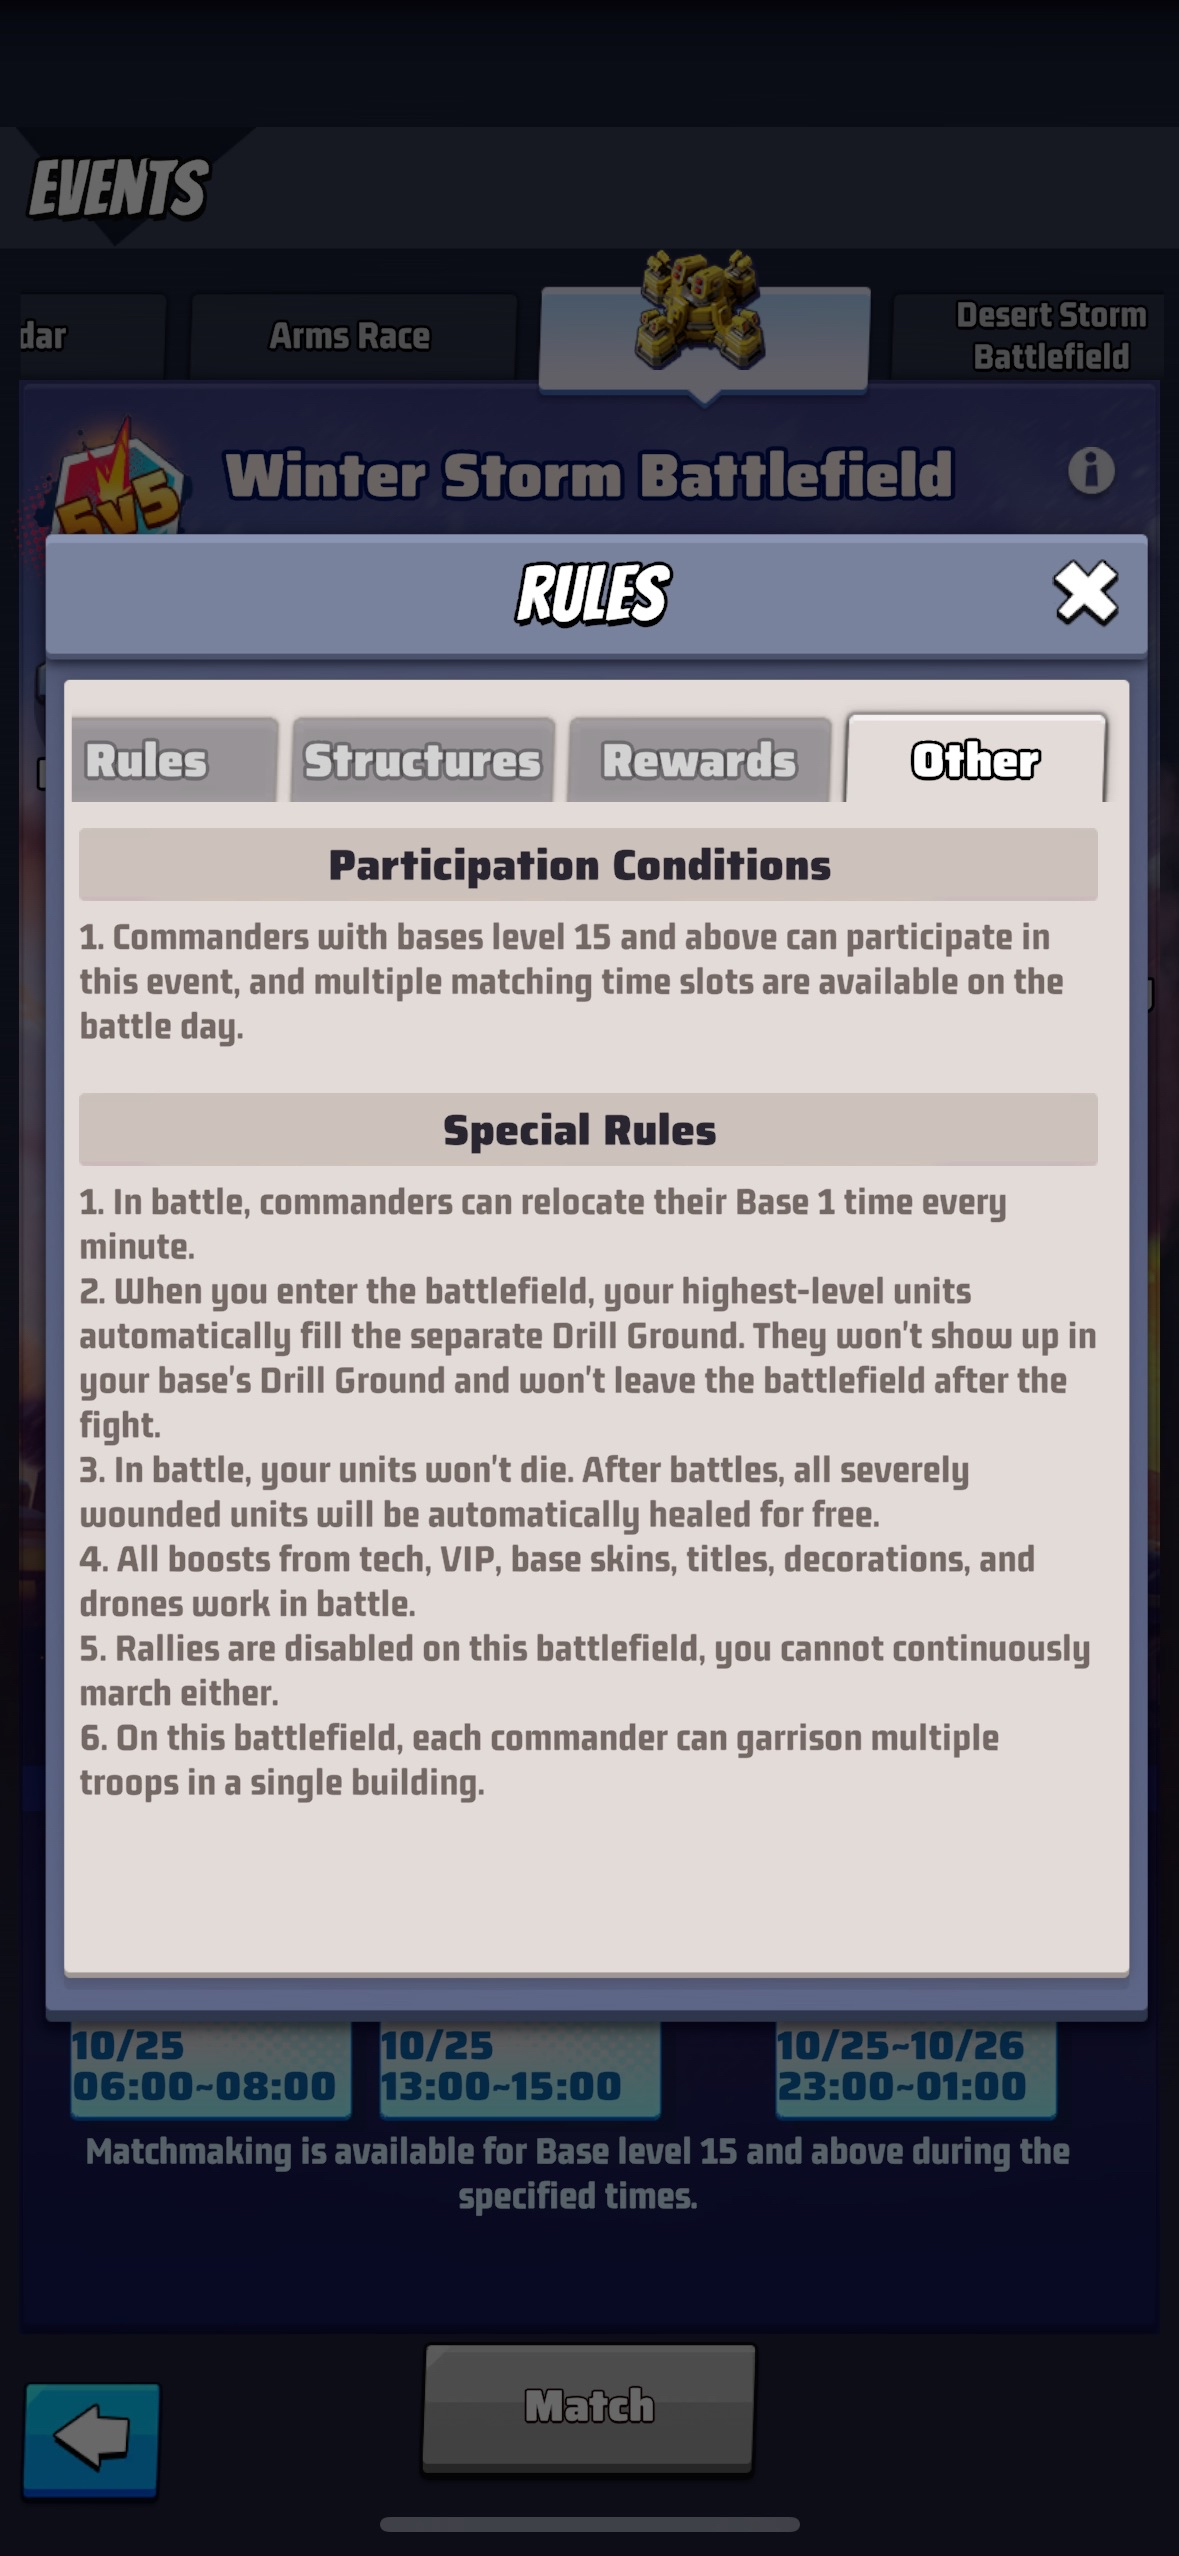 EVENTS
dar
Arms Race
Desert Storm
Battlefield
5v5
Winter Storm Battlefield
i
RULES
Rules
Structures
Rewards
Other
Participation Conditions
1. Commanders with bases level 15 and above can participate in
this event, and multiple matching time slots are available on the
battle day.
Special Rules
1. In battle, commanders can relocate their Base 1 time every
minute.
2. When you enter the battlefield, your highest-level units
automatically fill the separate Drill Ground. They won't show up in
your base's Drill Ground and won't leave the battlefield after the
fight.
3. In battle, your units won't die. After battles, all severely
wounded units will be automatically healed for free.
4. All boosts from tech, VIP, base skins, titles, decorations, and
drones work in battle.
5. Rallies are disabled on this battlefield, you cannot continuously
march either.
6. On this battlefield, each commander can garrison multiple
troops in a single building.
10/25
06:00~08:00
10/25
13:00~15:00
10/25~10/26
23:00~01:00
Matchmaking is available for Base level 15 and above during the
specified times.
Match